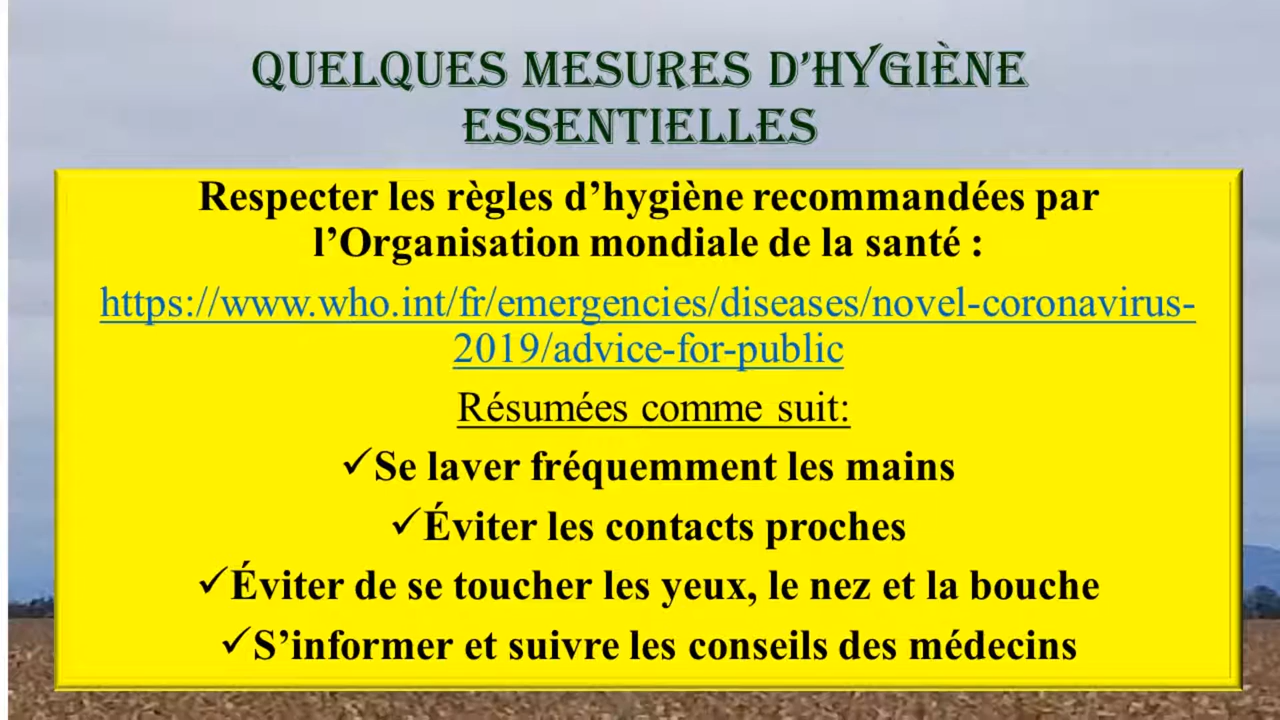 QUELQUES MESURES D'HYGIÈNE
ESSENTIELLES
Respecter les règles d'hygiène recommandées par
l'Organisation mondiale de la santé :
https://www.who.int/fr/emergencies/diseases/novel-coronavirus-
2019/advice-for-public
Résumées comme suit:
✓Se laver fréquemment les mains
✓Éviter les contacts proches
✓Éviter de se toucher les yeux, le nez et la bouche
✓S'informer et suivre les conseils des médecins